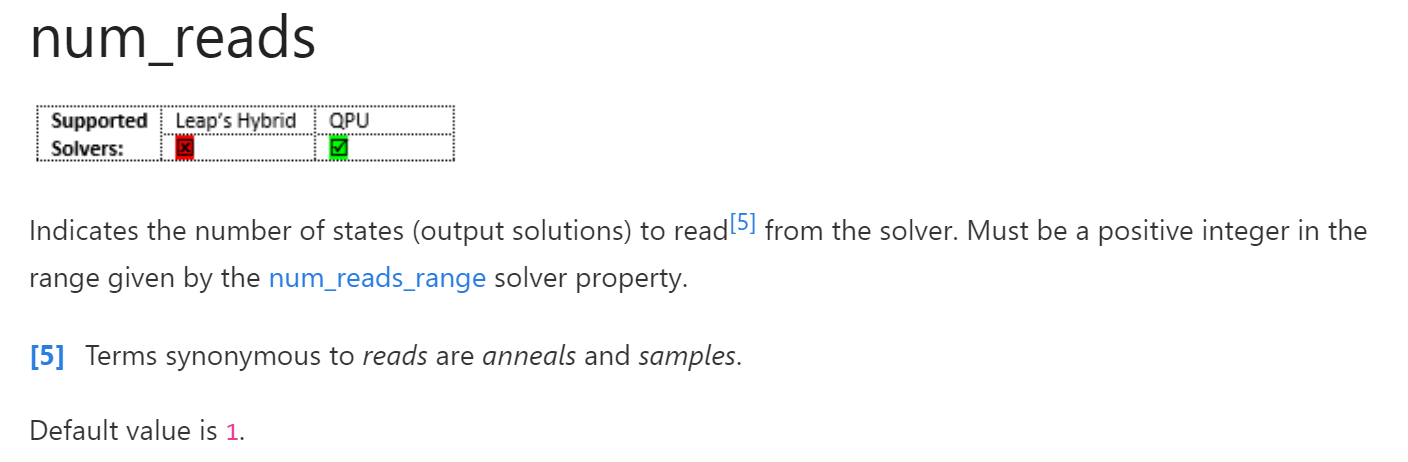 num_reads
Supported Leap's Hybrid QPU
Solvers:
Indicates the number of states (output solutions) to read[5] from the solver. Must be a positive integer in the
range given by the num_reads_range solver property.
[5] Terms synonymous to reads are anneals and samples.
Default value is 1.